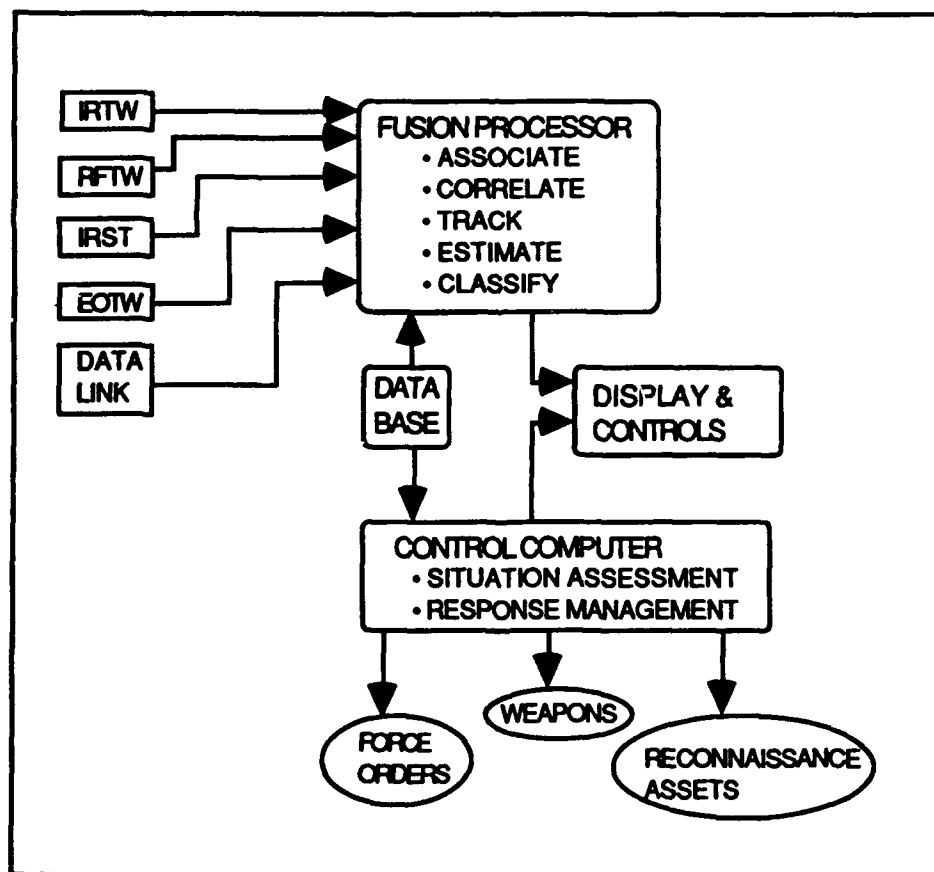 IRTW
RFTW
IRST
EOTW
DATA
LINK
FUSION PROCESSOR
• ASSOCIATE
• CORRELATE
• TRACK
• ESTIMATE
• CLASSIFY
DATA
BASE
DISPLAY &
CONTROLS
CONTROL COMPUTER
• SITUATION ASSESSMENT
• RESPONSE MANAGEMENT
FORCE
ORDERS
WEAPONS
RECONNAISSANCE
ASSETS